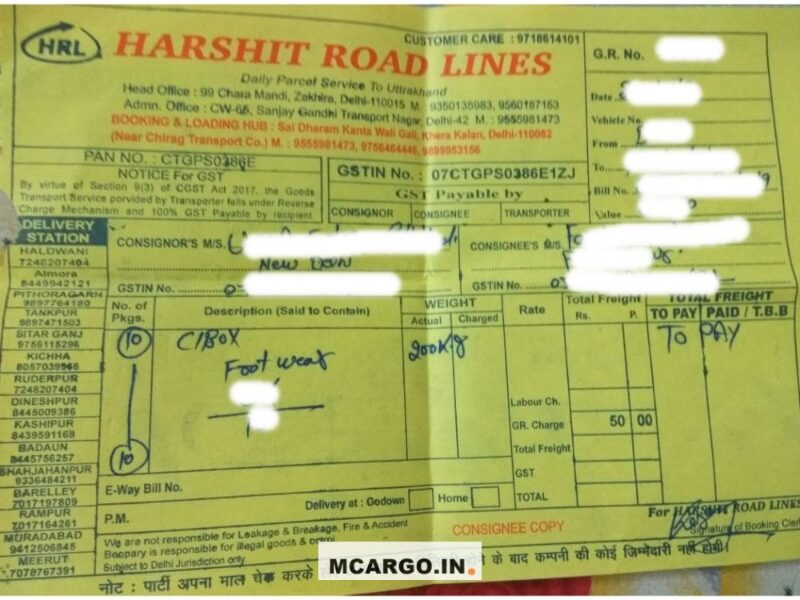 HRL
HARSHIT ROAD LINES
CUSTOMER CARE : 9718614101
Daily Parcel Service To Uttrakhand
Head Office : 99 Chara Mandi, Zakhira, Delhi-110015 M. : 9350135983, 9560187163
Admn. Office : CW-65, Sanjay Gandhi Transport Nagar, Delhi-42 M. : 9555981473
BOOKING & LOADING HUB : Sai Dharam Kanta Wali Gali, Khera Kalan, Delhi-110082
(Near Chirag Transport Co.) M. : 9555981473, 9756464446, 9899953156
G.R. No.
Date
Vehicle No.
From
To
Bill No.
Value
PAN NO. : CTGPS0386E
NOTICE For GST
By virtue of Section 9(3) of CGST Act 2017, the Goods
Transport Service porvided by Transporter falls under Reverse
Charge Mechanism and 100% GST Payable by recipient
GSTIN No. : 07CTGPS0386E1ZJ
GST Payable by
CONSIGNOR CONSIGNEE TRANSPORTER
DELIVERY
STATION
HALDWANI
7248207404
Almora
8449942121
PITHORAGARH
9897764180
TANKPUR
9897471503
SITAR GANJ
9756115296
KICHHA
8057039946
RUDERPUR
7248207404
DINESHPUR
8445009386
KASHIPUR
8439591168
BADAUN
8445756257
SHAHJAHANPUR
9336484211
BARELLEY
7017197809
RAMPUR
7017164261
MURADABAD
9412506845
MEERUT
7078767391
CONSIGNOR'S M/S.
New Delhi
GSTIN No.
CONSIGNEE'S M/S.
GSTIN No.
No. of
Pkgs.
Description (Said to Contain)
WEIGHT
Actual Charged
Rate
Total Freight
Rs. P.
TOTAL FREIGHT
TO PAY PAID / T.B.B
10
C/BOX
Foot wear
200Kg
TO PAY
10
Labour Ch.
GR. Charge 50 00
Total Freight
GST
TOTAL
E-Way Bill No.
P.M.
Delivery at : Godown Home
We are not responsible for Leakage & Breakage, Fire & Accident
Beopary is responsible for illegal goods &
Subject to Delhi Jurisdiction only
CONSIGNEE COPY
For HARSHIT ROAD LINES
Signature of Booking Clerk
नोट : पार्टी अपना माल चेक करके
के बाद कम्पनी की कोई जिम्मेदारी नहीं होगी।
MCARGO.IN.